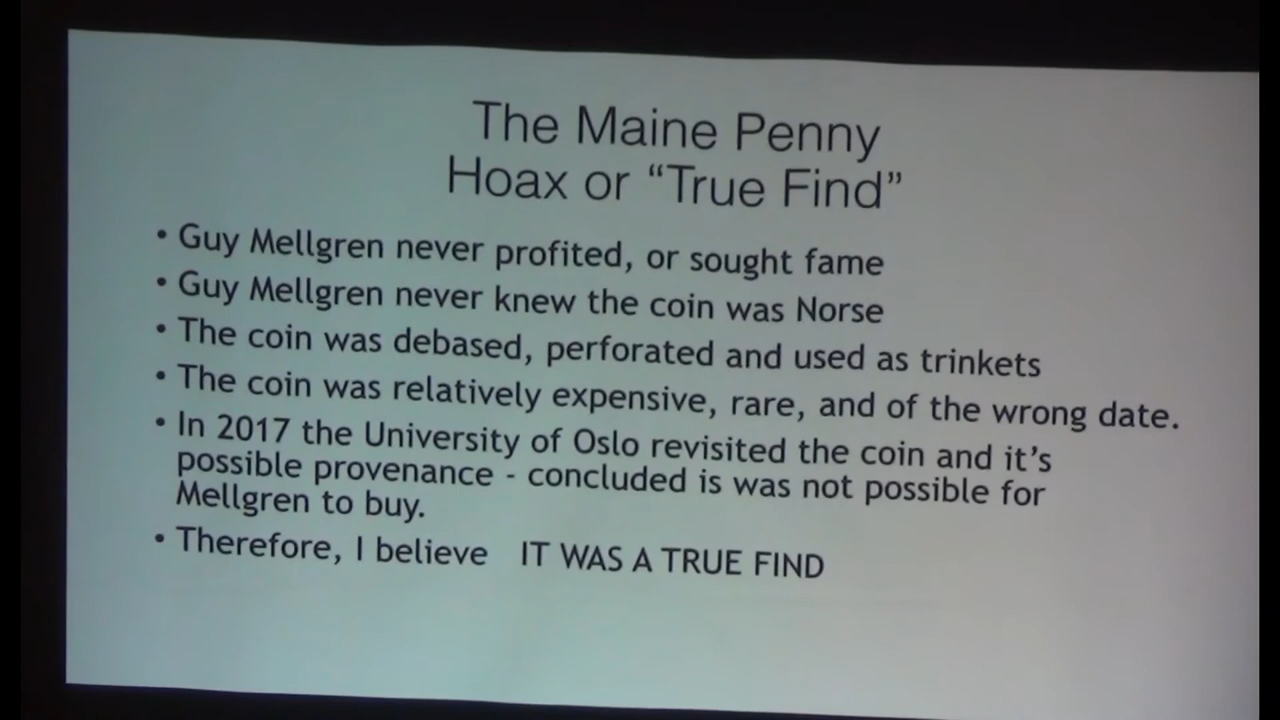 The Maine Penny
Hoax or “True Find”
• Guy Mellgren never profited, or sought fame
• Guy Mellgren never knew the coin was Norse
• The coin was debased, perforated and used as trinkets
• The coin was relatively expensive, rare, and of the wrong date.
• In 2017 the University of Oslo revisited the coin and it’s
possible provenance - concluded is was not possible for
Mellgren to buy.
• Therefore, I believe IT WAS A TRUE FIND